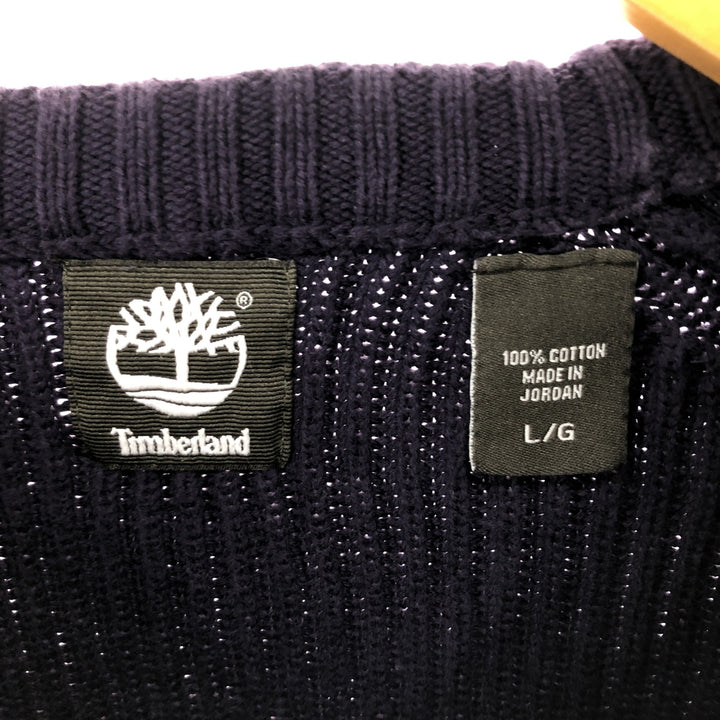 ®
Timberland
100% COTTON
MADE IN
JORDAN
L/G